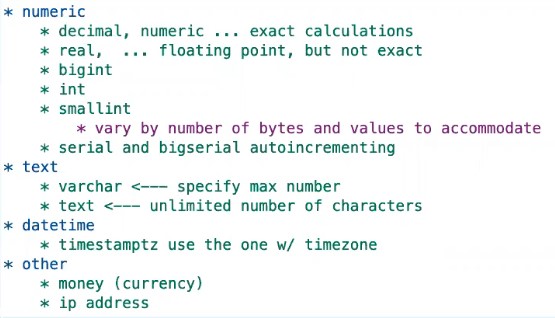 * numeric
* decimal, numeric ... exact calculations
* real, ... floating point, but not exact
* bigint
* int
* smallint
* vary by number of bytes and values to accommodate
* serial and bigserial autoincrementing
* text
* varchar <--- specify max number
* text <--- unlimited number of characters
* datetime
* timestamptz use the one w/ timezone
* other
* money (currency)
* ip address